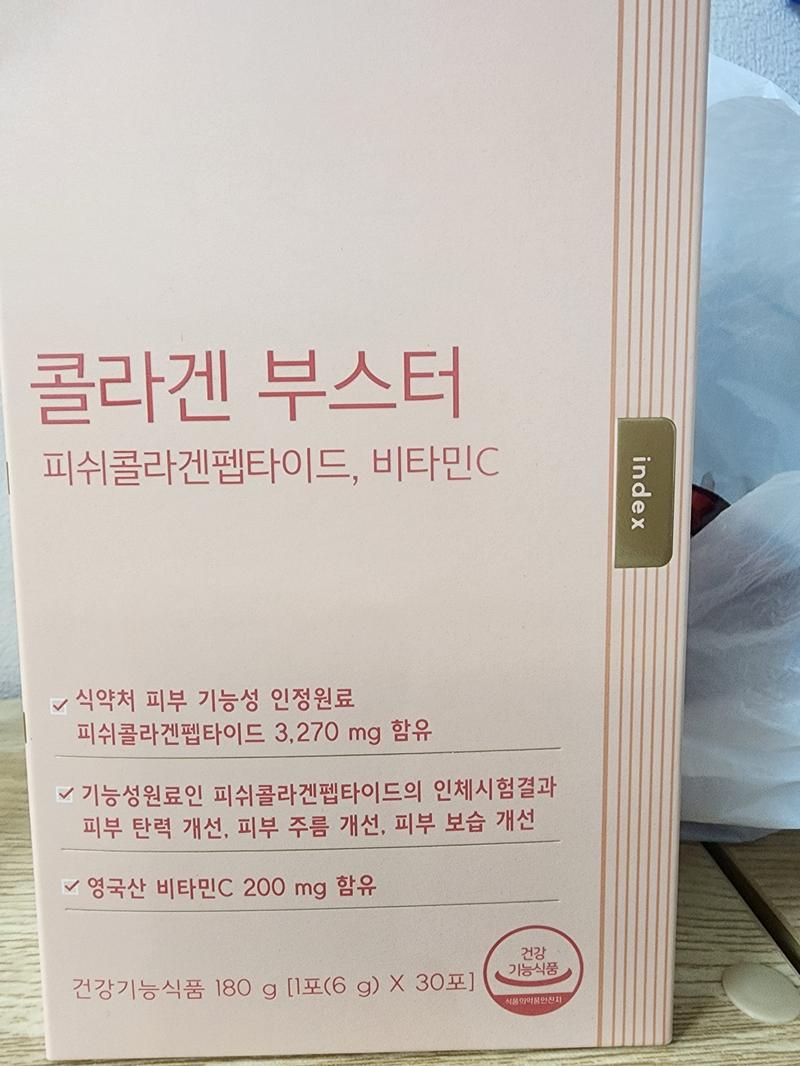 콜라겐 부스터
피쉬콜라겐펩타이드, 비타민C
index
식약처 피부 기능성 인정원료
피쉬콜라겐펩타이드 3,270 mg 함유
기능성원료인 피쉬콜라겐펩타이드의 인체시험결과
피부 탄력 개선, 피부 주름 개선, 피부 보습 개선
영국산 비타민C 200 mg 함유
건강기능식품 180 g [1포(6 g) X 30포]
건강
기능식품
식품의약품안전처